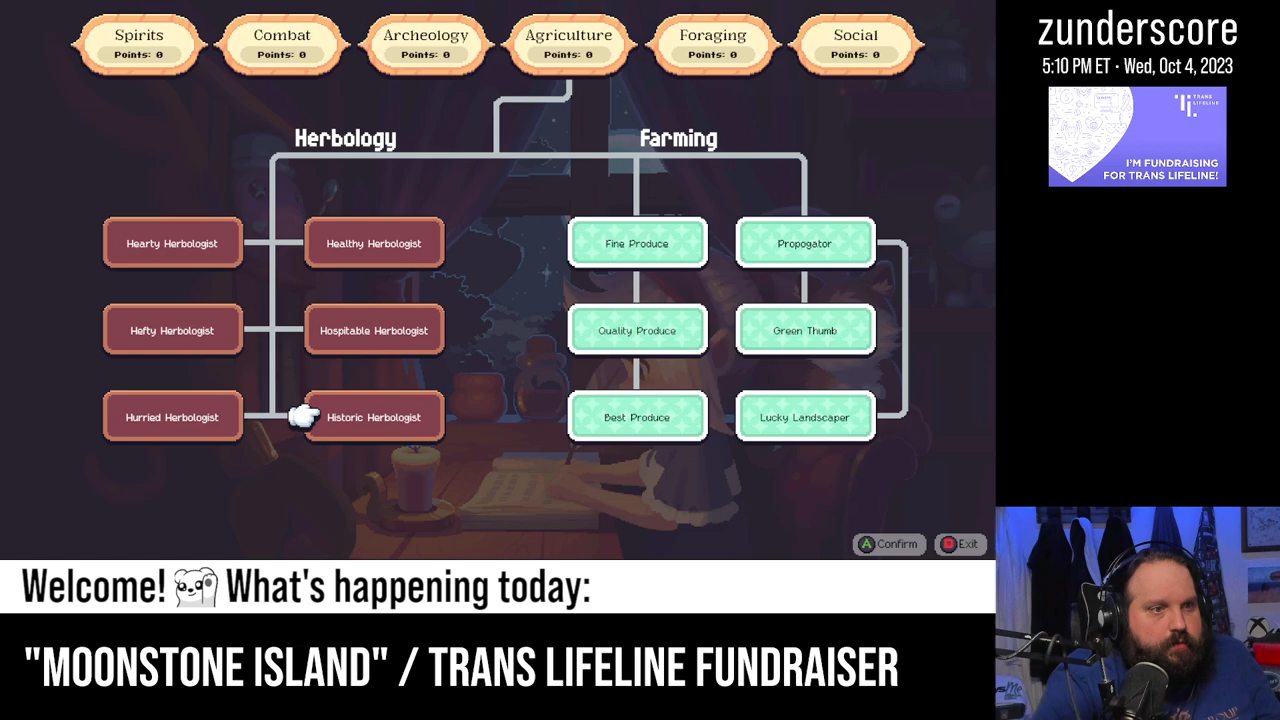 Spirits
Points: 0
Combat
Points: 0
Archeology
Points: 0
Agriculture
Points: 0
Foraging
Points: 0
Social
Points: 0
Herbology
Farming
Hearty Herbologist
Healthy Herbologist
Fine Produce
Propogator
Hefty Herbologist
Hospitable Herbologist
Quality Produce
Green Thumb
Hurried Herbologist
Historic Herbologist
Best Produce
Lucky Landscaper
A Confirm
Exit
zunderscore
5:10 PM ET · Wed, Oct 4, 2023
TRANS
LIFELINE
I'M FUNDRAISING
FOR TRANS LIFELINE!
Welcome! What's happening today:
"MOONSTONE ISLAND" / TRANS LIFELINE FUNDRAISER